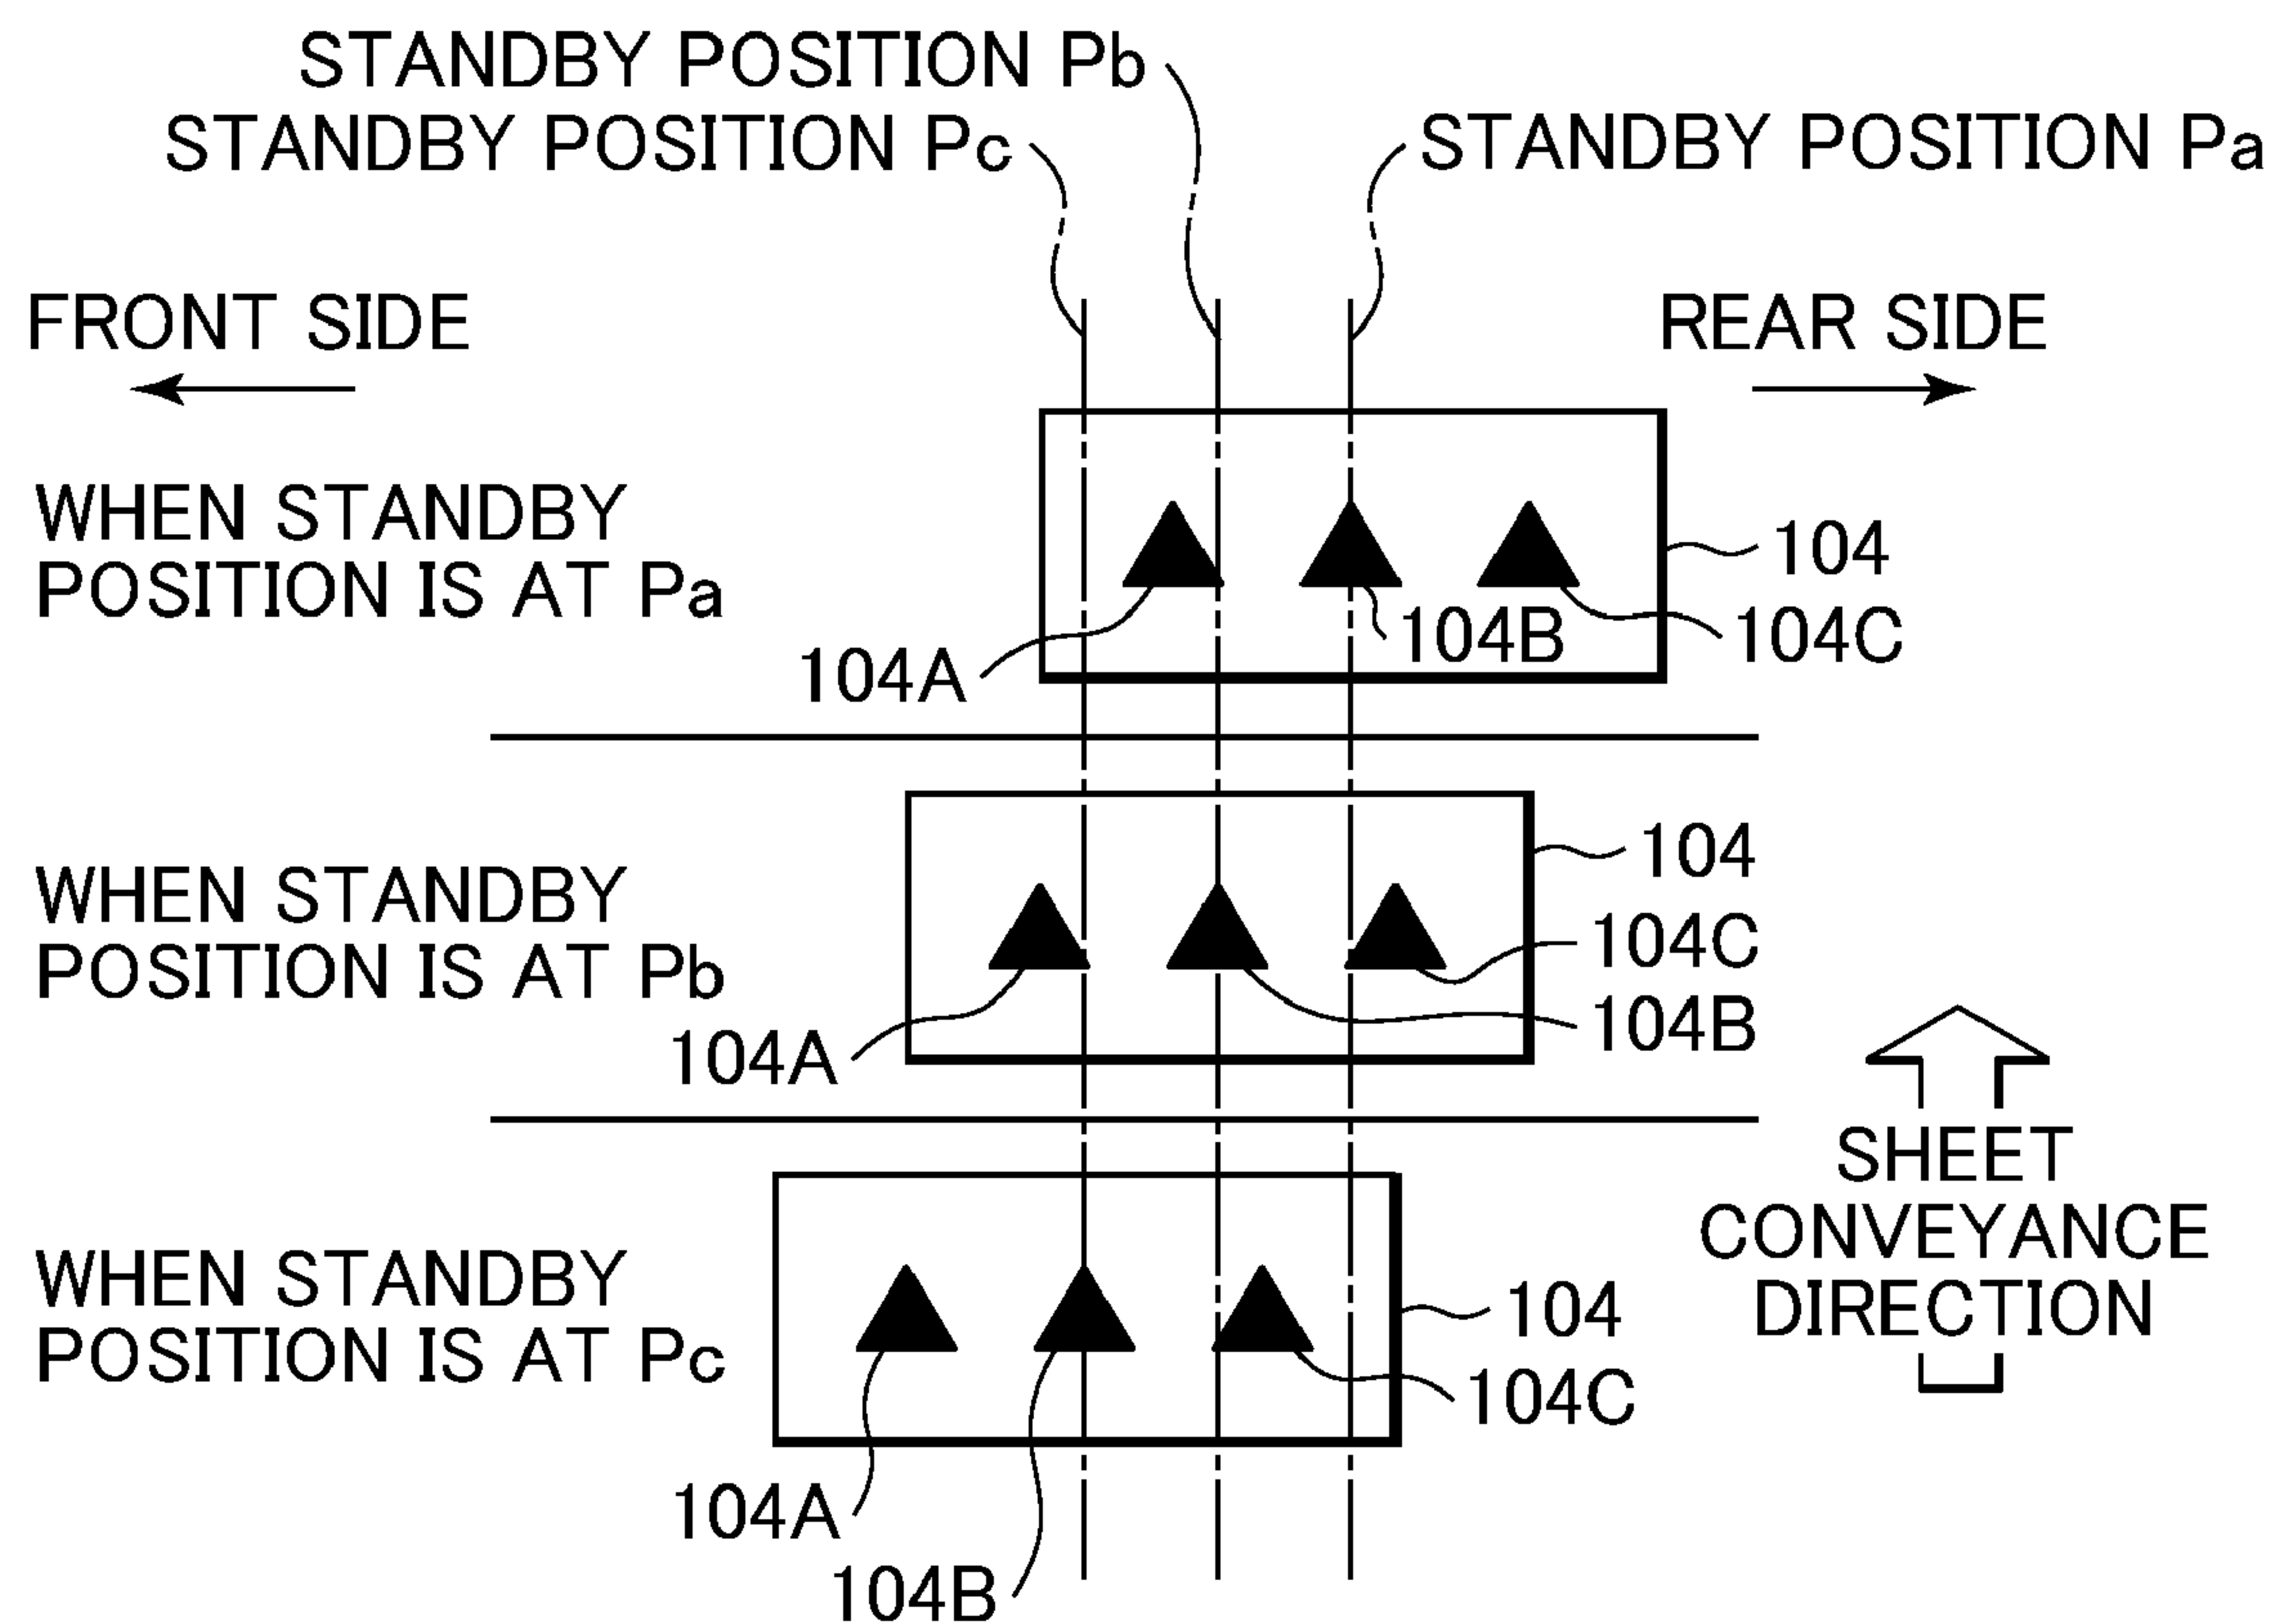 STANDBY POSITION Pb
STANDBY POSITION Pc
STANDBY POSITION Pa
FRONT SIDE
REAR SIDE
WHEN STANDBY
POSITION IS AT Pa
104
104B
104C
104A
WHEN STANDBY
POSITION IS AT Pb
104
104C
104B
104A
SHEET
CONVEYANCE
DIRECTION
WHEN STANDBY
POSITION IS AT Pc
104
104C
104A
104B